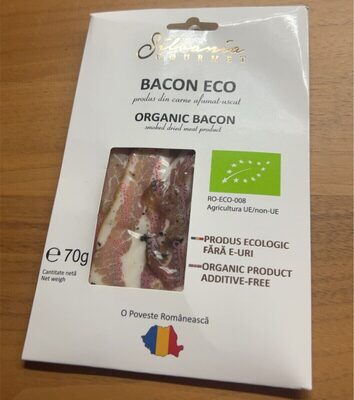 Silvania
GOURMET
BACON ECO
produs din carne afumat-uscat
ORGANIC BACON
smoked dried meat product
RO-ECO-008
Agricultura UE/non-UE
PRODUS ECOLOGIC
FĂRĂ E-URI
ORGANIC PRODUCT
ADDITIVE-FREE
℮ 70g
Cantitate netă
Net weigh
O Poveste Românească